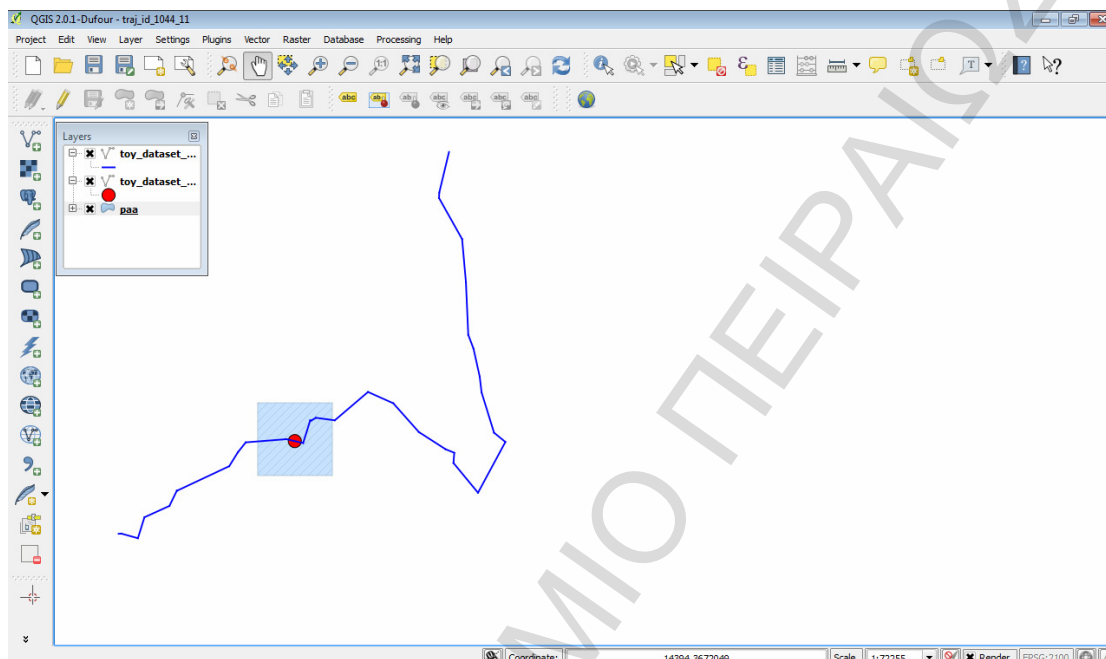 QGIS 2.0.1-Dufour - traj_id_1044_11
Project Edit View Layer Settings Plugins Vector Raster Database Processing Help
Layers
toy_dataset_...
toy_dataset_...
paa
Coordinate: 14394,3672049 Scale 1:72255 Render EPSG:2100
ΜΙΟ ΠΕΙΡΑΙΩΣ